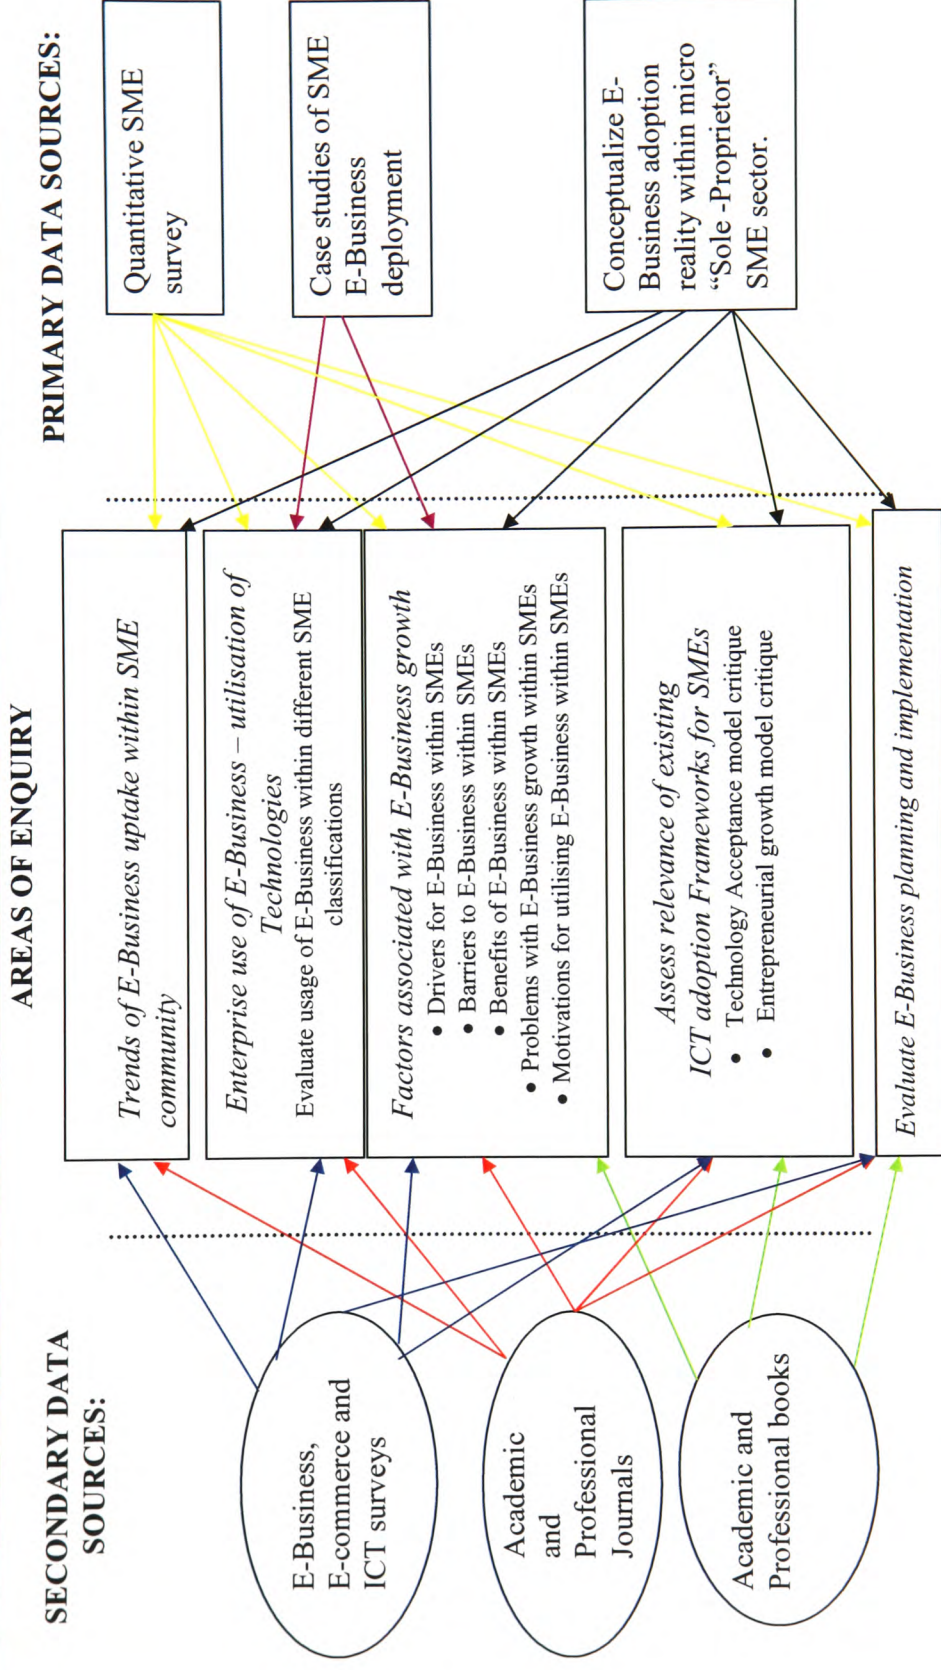 SECONDARY DATA
SOURCES:
E-Business,
E-commerce and
ICT surveys
Academic
and
Professional
Journals
Academic and
Professional books
AREAS OF ENQUIRY
Trends of E-Business uptake within SME
community
Enterprise use of E-Business – utilisation of
Technologies
Evaluate usage of E-Business within different SME
classifications
Factors associated with E-Business growth
• Drivers for E-Business within SMEs
• Barriers to E-Business within SMEs
• Benefits of E-Business within SMEs
• Problems with E-Business growth within SMEs
• Motivations for utilising E-Business within SMEs
Assess relevance of existing
ICT adoption Frameworks for SMEs
• Technology Acceptance model critique
• Entrepreneurial growth model critique
Evaluate E-Business planning and implementation
PRIMARY DATA SOURCES:
Quantitative SME
survey
Case studies of SME
E-Business
deployment
Conceptualize E-
Business adoption
reality within micro
“Sole -Proprietor”
SME sector.